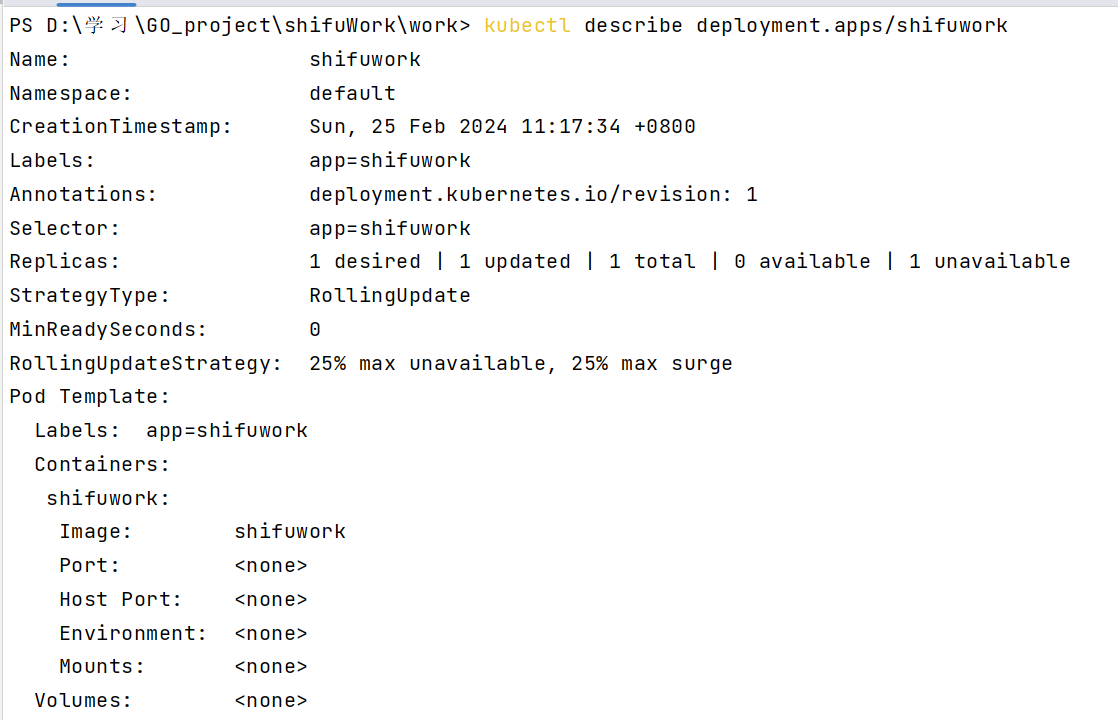 PS D:\学习\GO_project\shifuWork\work> kubectl describe deployment.apps/shifuwork
Name:                   shifuwork
Namespace:              default
CreationTimestamp:      Sun, 25 Feb 2024 11:17:34 +0800
Labels:                 app=shifuwork
Annotations:            deployment.kubernetes.io/revision: 1
Selector:               app=shifuwork
Replicas:               1 desired | 1 updated | 1 total | 0 available | 1 unavailable
StrategyType:           RollingUpdate
MinReadySeconds:        0
RollingUpdateStrategy:  25% max unavailable, 25% max surge
Pod Template:
  Labels:  app=shifuwork
  Containers:
   shifuwork:
    Image:        shifuwork
    Port:         <none>
    Host Port:    <none>
    Environment:  <none>
    Mounts:       <none>
  Volumes:        <none>